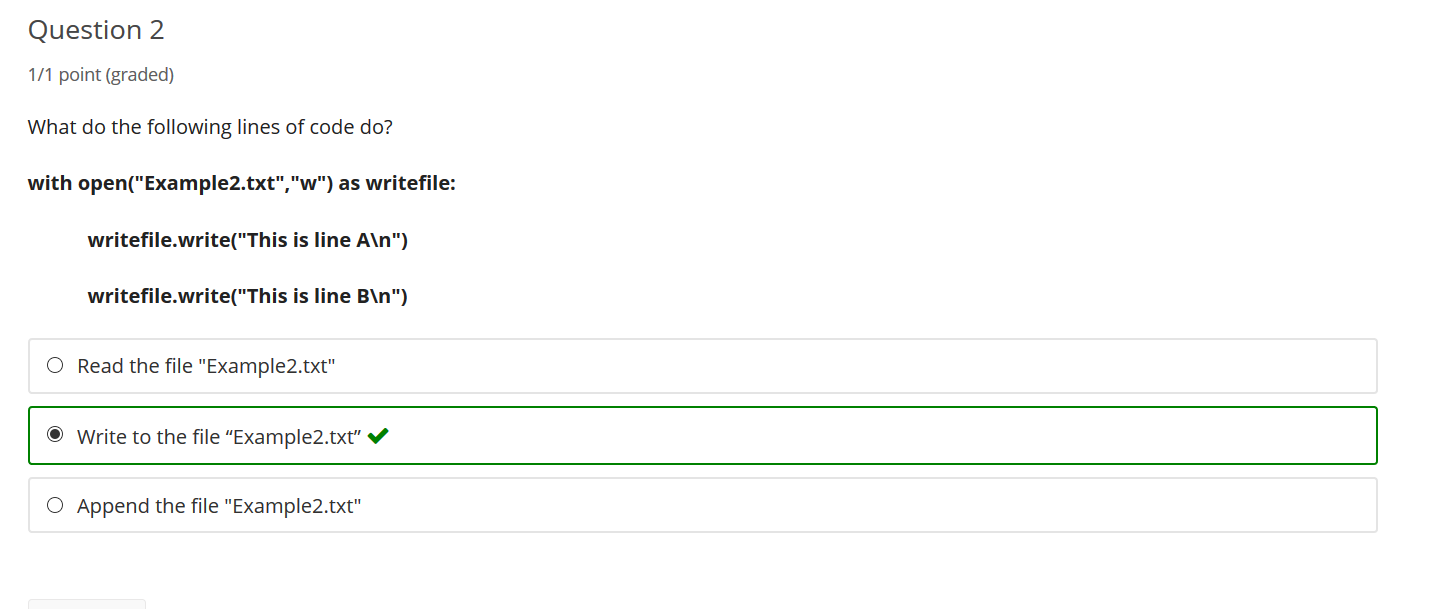 Question 2
1/1 point (graded)
What do the following lines of code do?
with open("Example2.txt","w") as writefile:
writefile.write("This is line A\n")
writefile.write("This is line B\n")
Read the file "Example2.txt"
Write to the file “Example2.txt”
Append the file "Example2.txt"